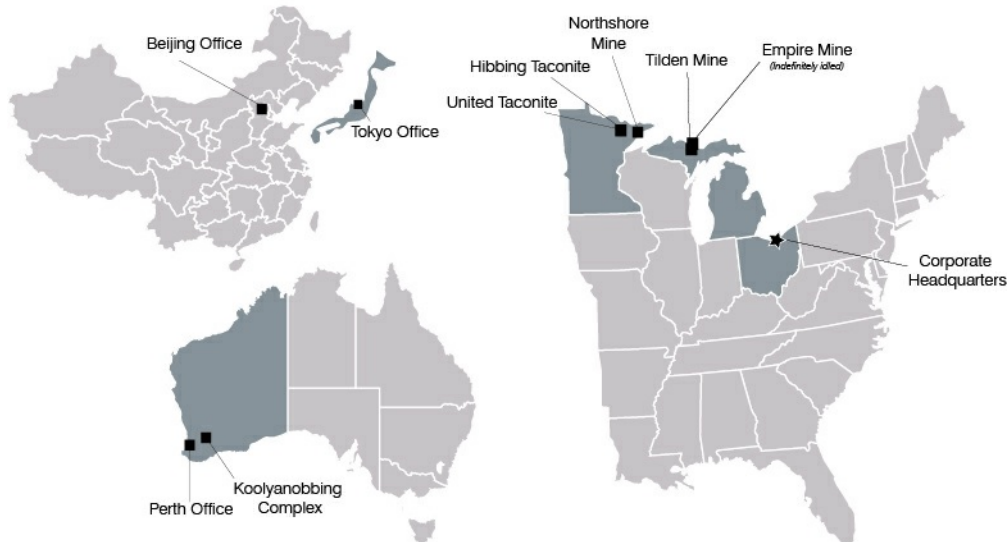 Beijing Office
Tokyo Office
Northshore
Mine
Hibbing Taconite
United Taconite
Tilden Mine
Empire Mine
(Indefinitely idled)
Corporate
Headquarters
Perth Office
Koolyanobbing
Complex